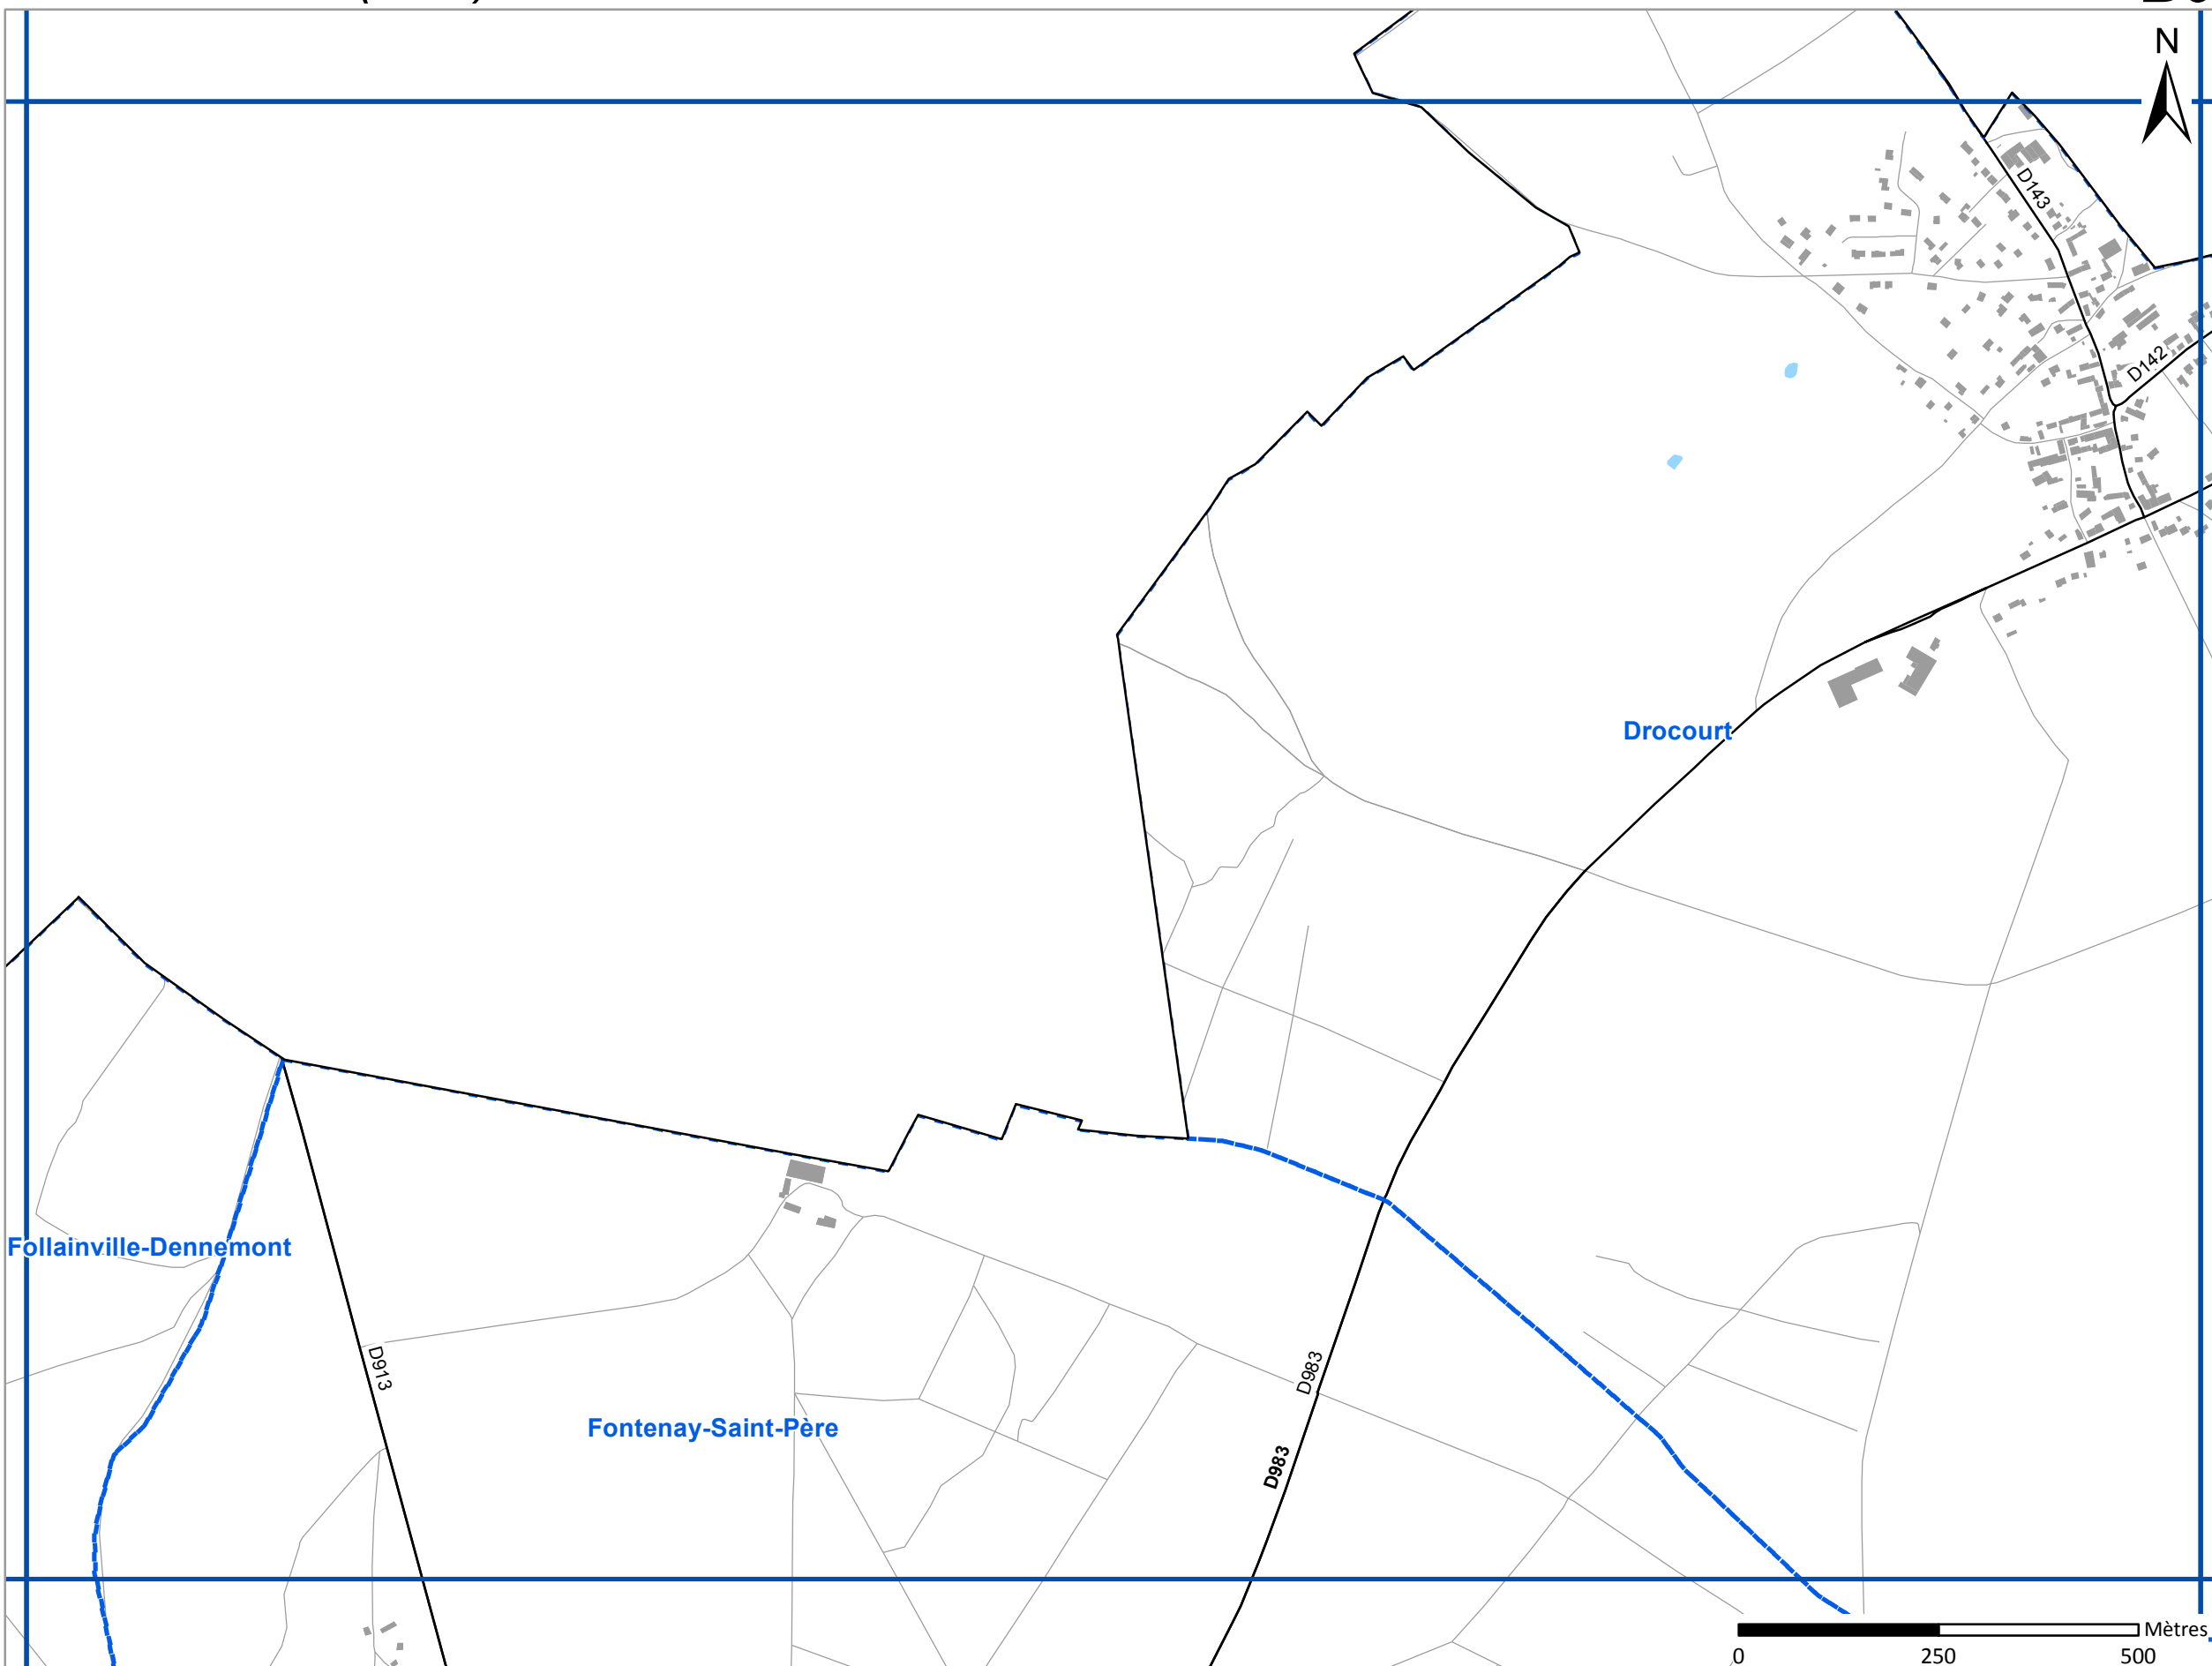 N
D143
D142
Drocourt
Follainville-Dennemont
D913
D983
Fontenay-Saint-Père
D983
Mètres
0 250 500